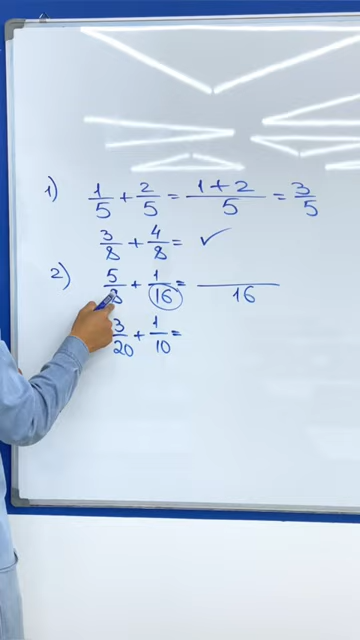 1) 1/5 + 2/5 = 1+2/5 = 3/5
3/8 + 4/8 = ✓
2) 5/8 + 1/16 = /16
3/20 + 1/10 =